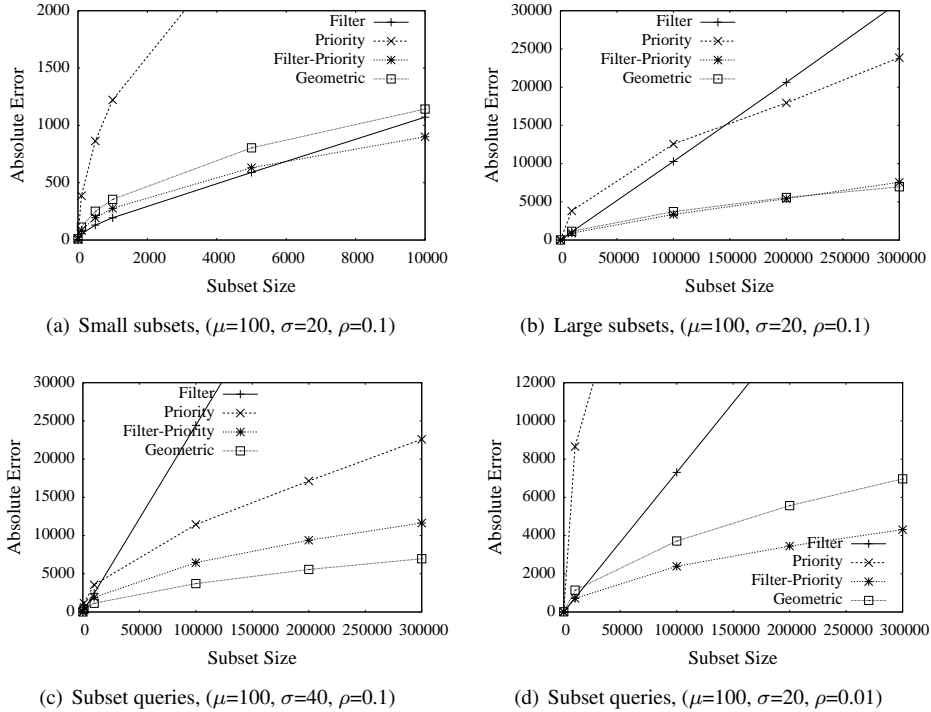 2000
1500
1000
500
0
Absolute Error
Filter
Priority
Filter-Priority
Geometric
0 2000 4000 6000 8000 10000
Subset Size
(a) Small subsets, (μ=100, σ=20, ρ=0.1)
30000
25000
20000
15000
10000
5000
0
Absolute Error
Filter
Priority
Filter-Priority
Geometric
0 50000 100000 150000 200000 250000 300000
Subset Size
(b) Large subsets, (μ=100, σ=20, ρ=0.1)
30000
25000
20000
15000
10000
5000
0
Absolute Error
Filter
Priority
Filter-Priority
Geometric
0 50000 100000 150000 200000 250000 300000
Subset Size
(c) Subset queries, (μ=100, σ=40, ρ=0.1)
12000
10000
8000
6000
4000
2000
0
Absolute Error
Filter
Priority
Filter-Priority
Geometric
0 50000 100000 150000 200000 250000 300000
Subset Size
(d) Subset queries, (μ=100, σ=20, ρ=0.01)